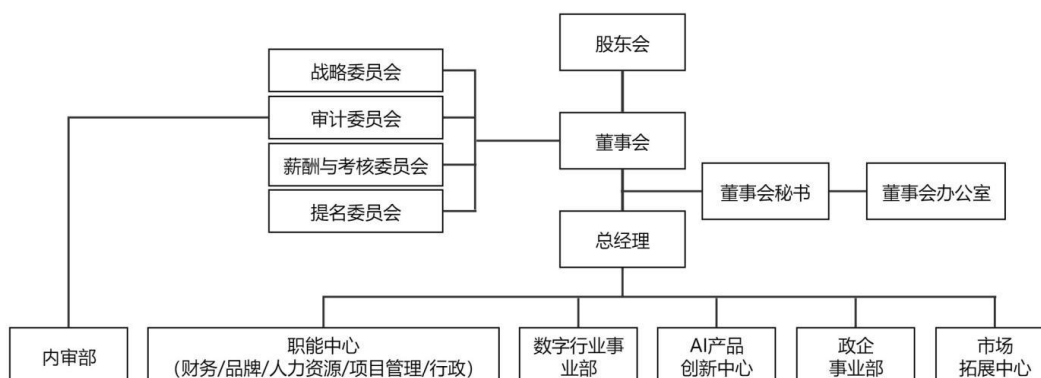 股东会
战略委员会
审计委员会
董事会
薪酬与考核委员会
董事会秘书
董事会办公室
提名委员会
总经理
内审部
职能中心
（财务/品牌/人力资源/项目管理/行政）
数字行业事
业部
AI产品
创新中心
政企
事业部
市场
拓展中心